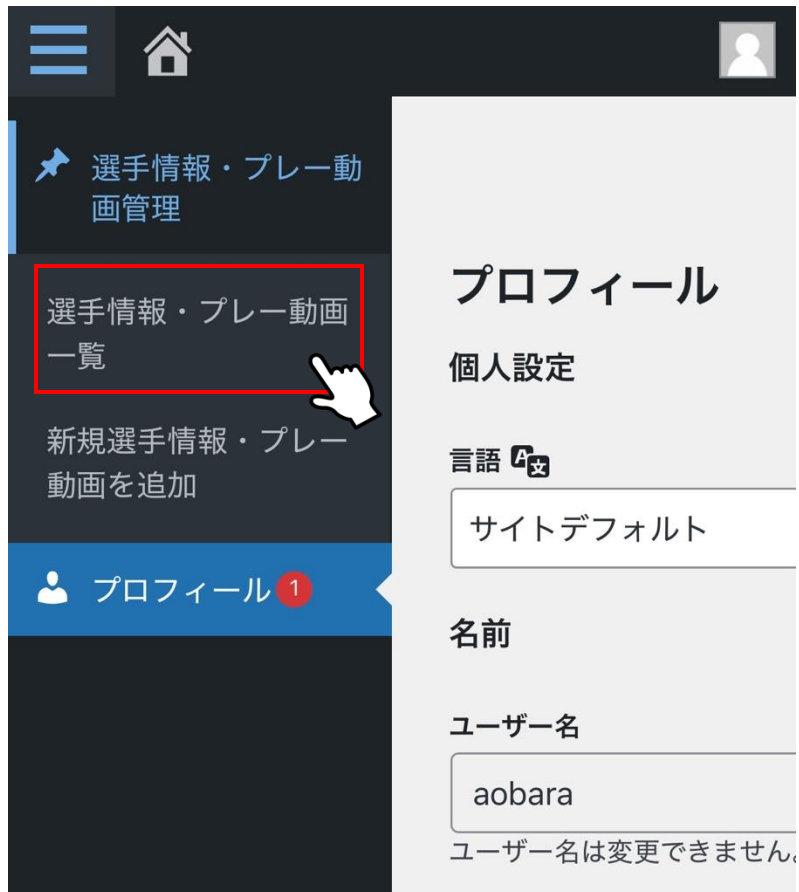 選手情報・プレー動
画管理
選手情報・プレー動画
一覧
新規選手情報・プレー
動画を追加
プロフィール 1
プロフィール
個人設定
言語
サイトデフォルト
名前
ユーザー名
aobara
ユーザー名は変更できません。